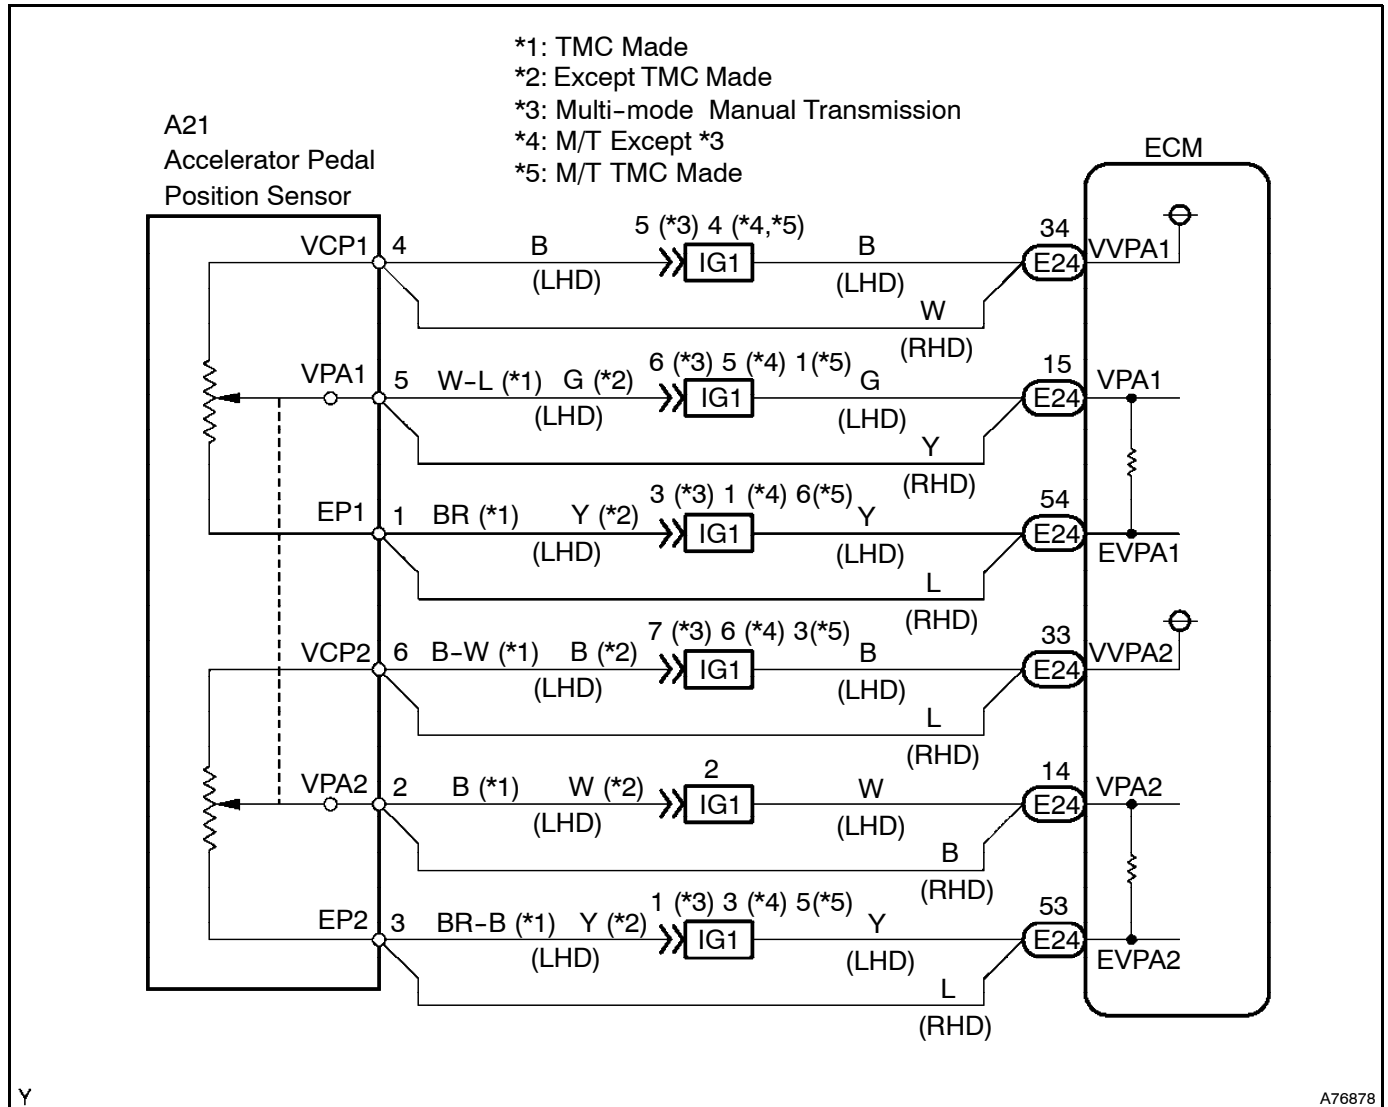 *1: TMC Made
*2: Except TMC Made
*3: Multi-mode Manual Transmission
*4: M/T Except *3
*5: M/T TMC Made
A21
Accelerator Pedal
Position Sensor
ECM
5 (*3) 4 (*4,*5)
34
VCP1 4 B IG1 B E24 VVPA1
(LHD) (LHD)
W
(RHD)
6 (*3) 5 (*4) 1(*5)
15
VPA1 5 W-L (*1) G (*2) IG1 G E24 VPA1
(LHD) (LHD)
Y
(RHD)
3 (*3) 1 (*4) 6(*5)
54
EP1 1 BR (*1) Y (*2) IG1 Y E24
(LHD) (LHD) EVPA1
L
(RHD)
7 (*3) 6 (*4) 3(*5)
33
VCP2 6 B-W (*1) B (*2) IG1 B E24 VVPA2
(LHD) (LHD)
L
(RHD)
2
14
VPA2 2 B (*1) W (*2) IG1 W E24 VPA2
(LHD) (LHD)
B
(RHD)
1 (*3) 3 (*4) 5(*5)
53
EP2 3 BR-B (*1) Y (*2) IG1 Y E24
(LHD) (LHD) EVPA2
L
(RHD)
Y
A76878